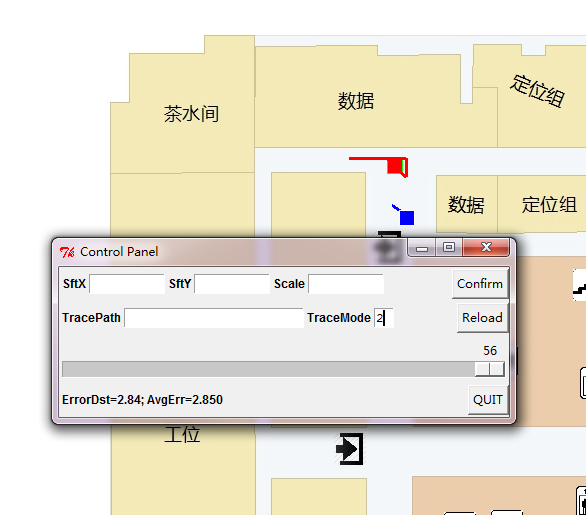 茶水间
数据
定位组
数据
定位组
Control Panel
SftX SftY Scale Confirm
TracePath TraceMode 2 Reload
56
ErrorDst=2.84; AvgErr=2.850 QUIT
工位